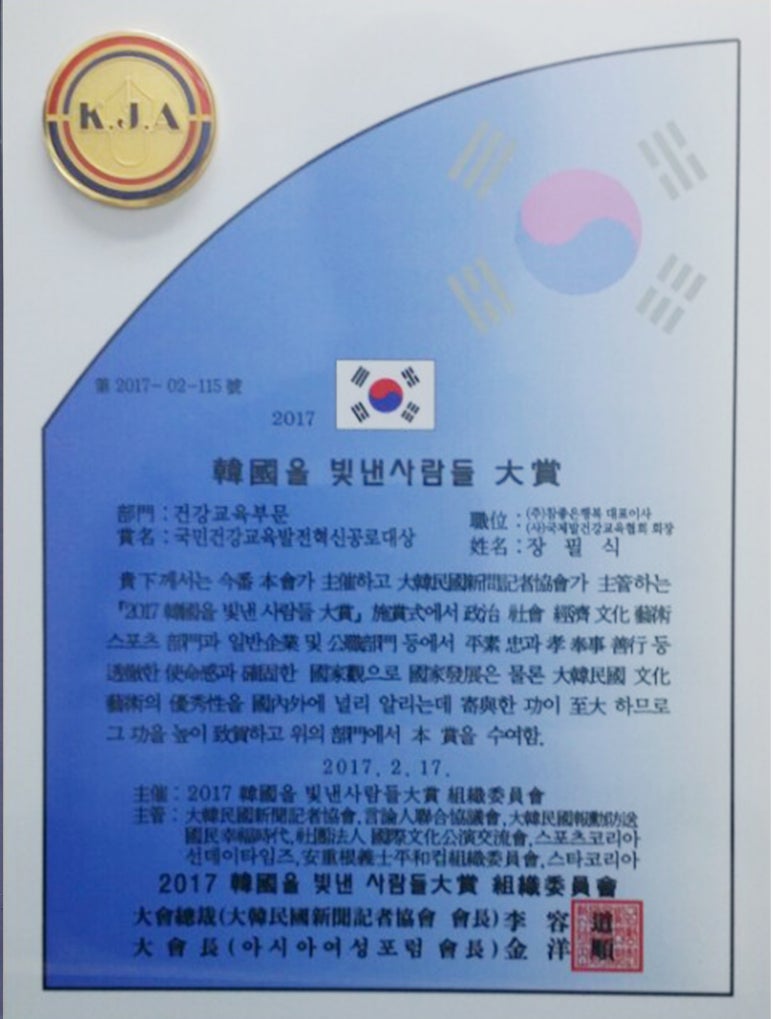 K.J.A
第 2017-02-115 號
2017
韓國을 빛낸사람들 大賞
部門 : 건강교육부문
賞名 : 국민건강교육발전혁신공로대상
職位 : (주)참좋은행복 대표이사
(사)국제발건강교육협회 회장
姓名 : 장 필 식
貴下께서는 今番 本會가 主催하고 大韓民國新聞記者協會가 主管하는
「2017 韓國을 빛낸 사람들 大賞」 施賞式에서 政治 社會 經濟 文化 藝術
스포츠 部門과 일반企業 및 公職部門 等에서 平素 忠과 孝 奉事 善行 등
透徹한 使命感과 確固한 國家觀으로 國家發展은 물론 大韓民國 文化
藝術의 優秀性을 國內外에 널리 알리는데 寄與한 功이 至大 하므로
그 功을 높이 致賀하고 위의 部門에서 本 賞을 수여함.
2017. 2. 17.
主催 : 2017 韓國을 빛낸사람들大賞 組織委員會
主管 : 大韓民國新聞記者協會, 言論人聯合協議會, 大韓民國報勳防送
國民幸福時代, 社團法人 國際文化公演交流會, 스포츠코리아
선데이타임즈, 安重根義士平和컵組織委員會, 스타코리아
2017 韓國을 빛낸 사람들大賞 組織委員會
大會總裁(大韓民國新聞記者協會 會長) 李 容 道
大 會 長 (아시아여성포럼 會長) 金 洋 順